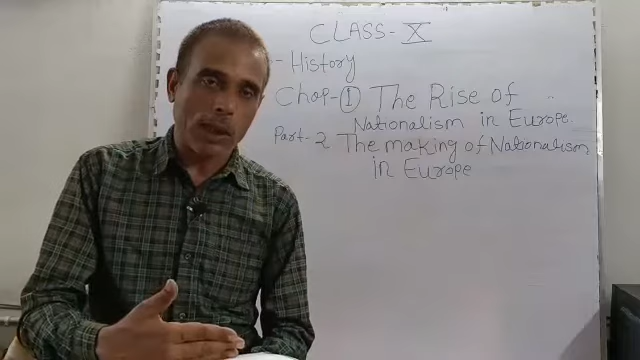 CLASS - X
- History
Chap - 1 The Rise of
Nationalism in Europe.
Part - 2 The making of Nationalism
in Europe